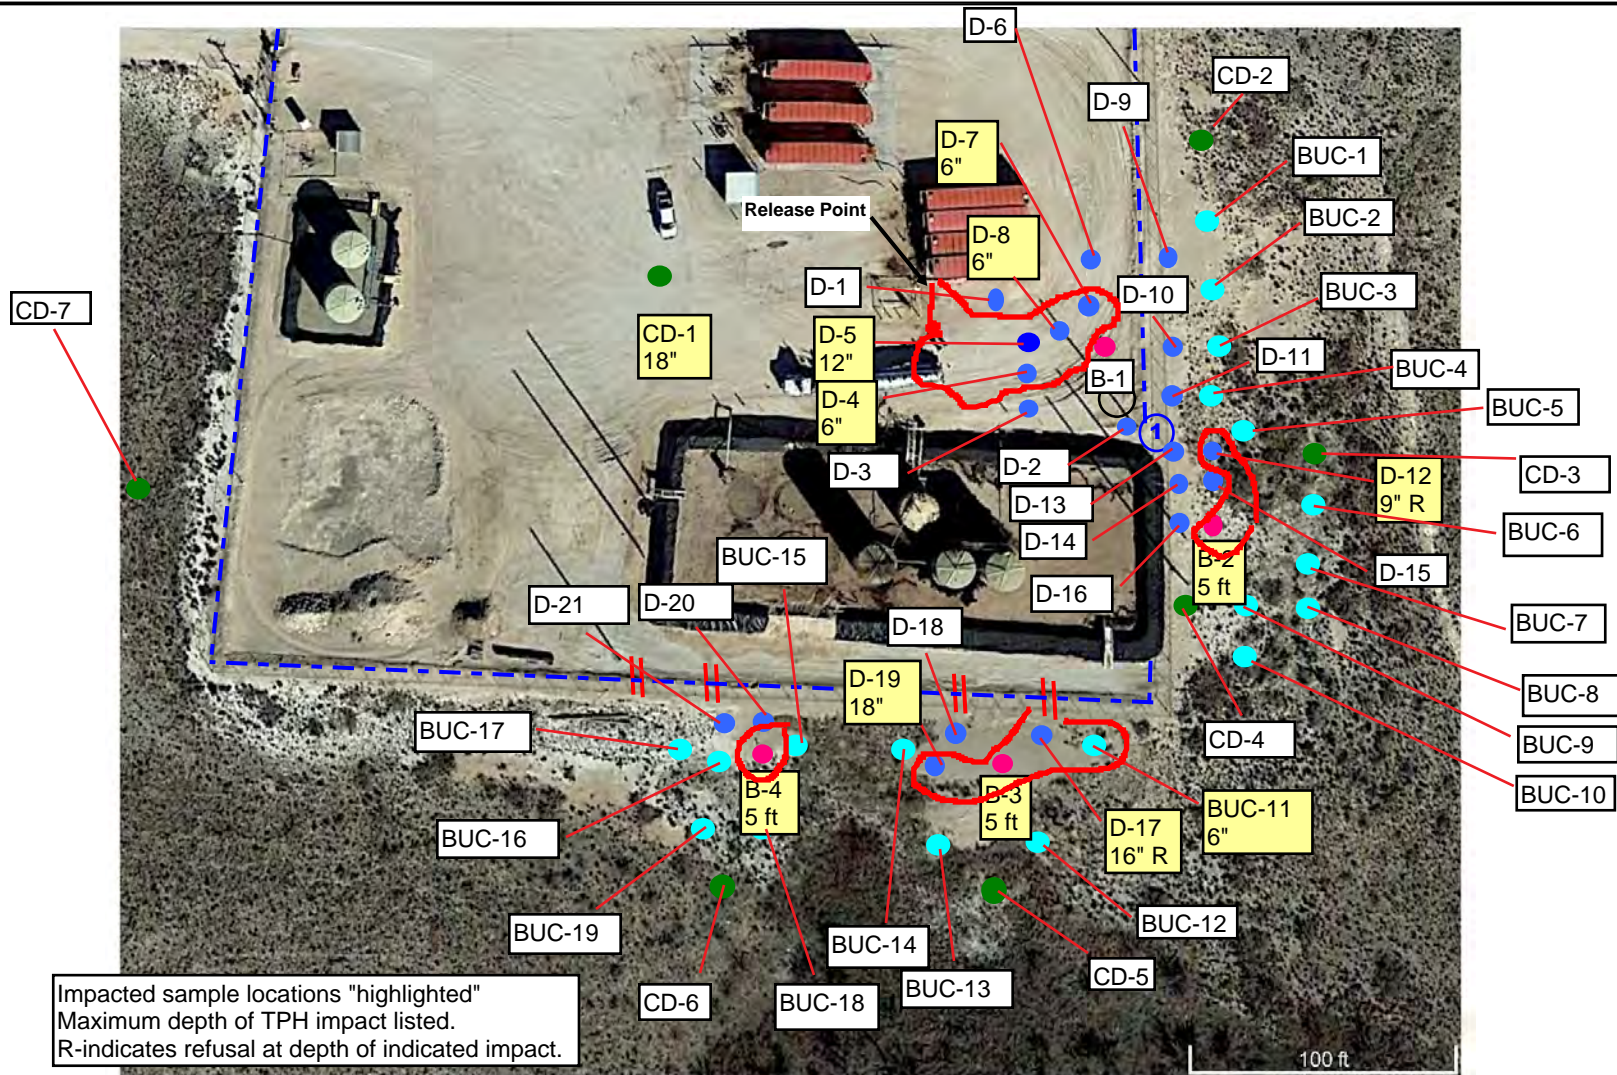 D-6
CD-2
D-9
D-7
6"
BUC-1
Release Point
BUC-2
D-8
6"
D-1
D-10
BUC-3
CD-7
CD-1
18"
D-5
12"
D-11
BUC-4
B-1
D-4
6"
BUC-5
1
D-3
D-2
D-12
9" R
CD-3
D-13
BUC-6
D-14
BUC-15
B-2
5 ft
D-15
D-16
D-21
D-20
D-18
BUC-7
D-19
18"
BUC-8
BUC-17
CD-4
BUC-9
B-4
5 ft
B-3
5 ft
BUC-11
6"
BUC-10
BUC-16
D-17
16" R
BUC-19
BUC-14
BUC-12
CD-6
BUC-18
BUC-13
CD-5
Impacted sample locations "highlighted"
Maximum depth of TPH impact listed.
R-indicates refusal at depth of indicated impact.
100 ft